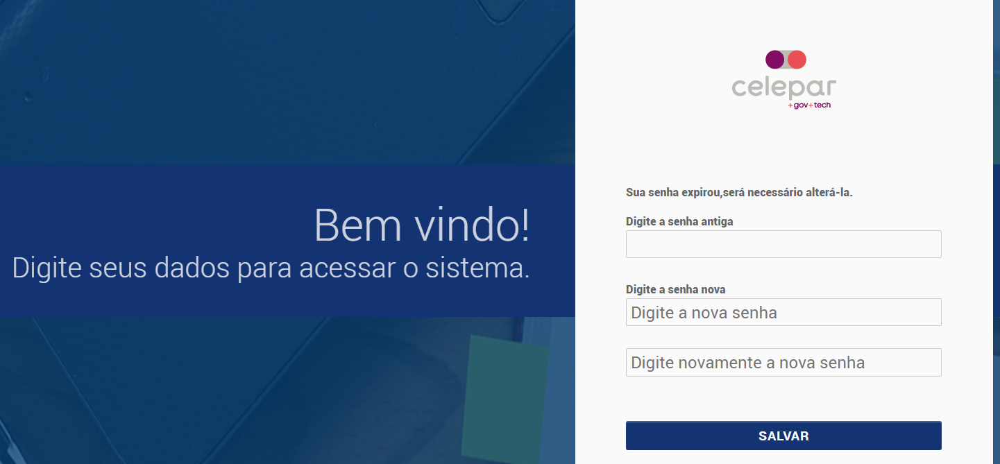 Bem vindo!
Digite seus dados para acessar o sistema.
celepar
+gov+tech
Sua senha expirou,será necessário alterá-la.
Digite a senha antiga
Digite a senha nova
Digite a nova senha
Digite novamente a nova senha
SALVAR